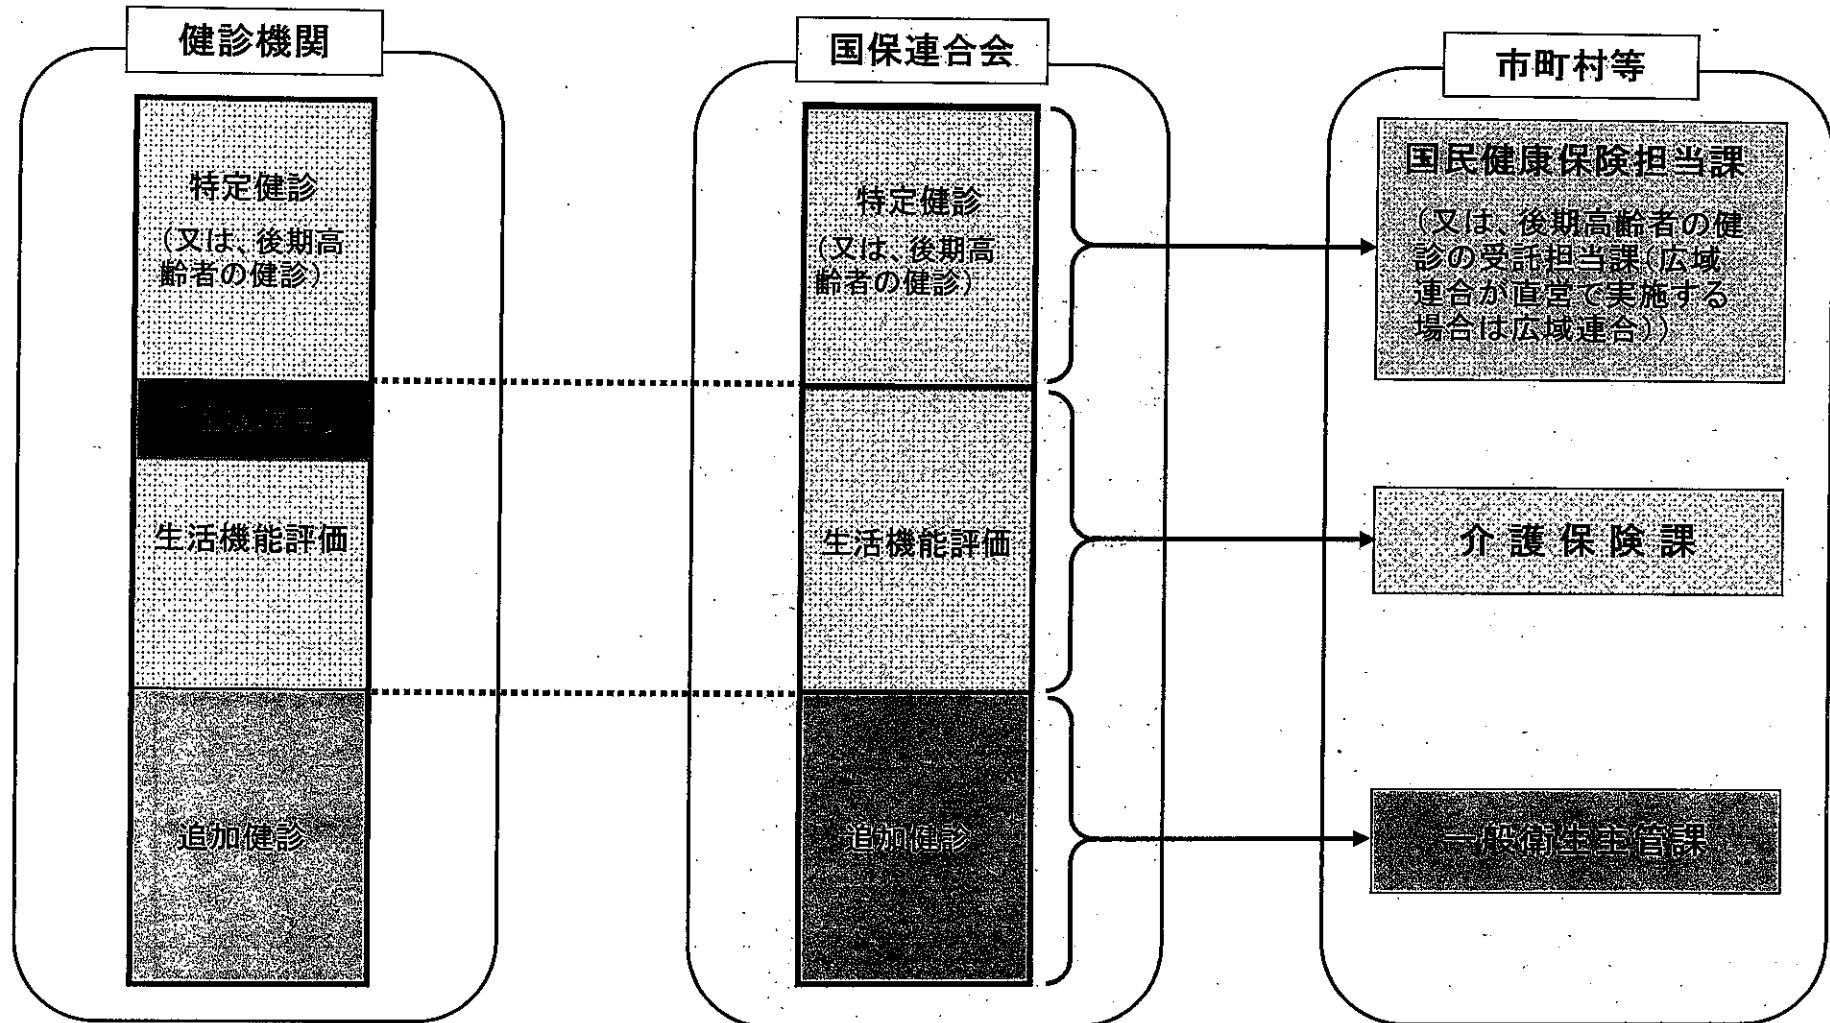 健診機関
特定健診
（又は、後期高
齢者の健診）
生活機能評価
追加健診
国保連合会
特定健診
（又は、後期高
齢者の健診）
生活機能評価
追加健診
市町村等
国民健康保険担当課
（又は、後期高齢者の健
診の受託担当課（広域
連合が直営で実施する
場合は広域連合））
介護保険課
一般衛生主管課